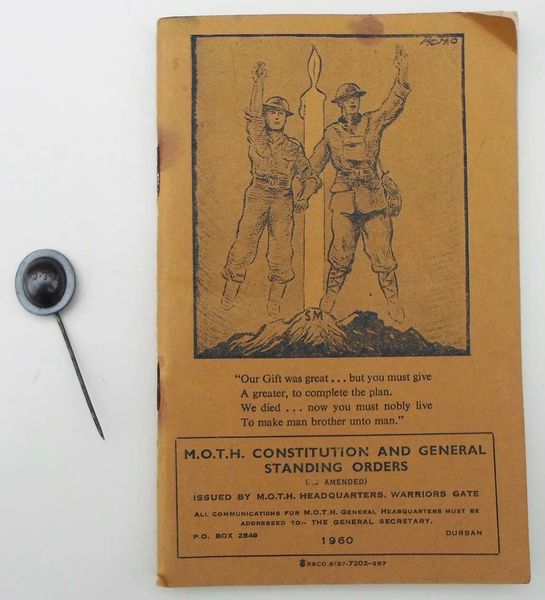 S M
"Our Gift was great . . . but you must give
A greater, to complete the plan.
We died . . . now you must nobly live
To make man brother unto man."
M.O.T.H. CONSTITUTION AND GENERAL
STANDING ORDERS
AMENDED)
ISSUED BY M.O.T.H. HEADQUARTERS, WARRIORS GATE
ALL COMMUNICATIONS FOR M.O.T.H. GENERAL HEADQUARTERS MUST BE
ADDRESSED TO:- THE GENERAL SECRETARY.
P.O. BOX 2549 DURBAN
1960